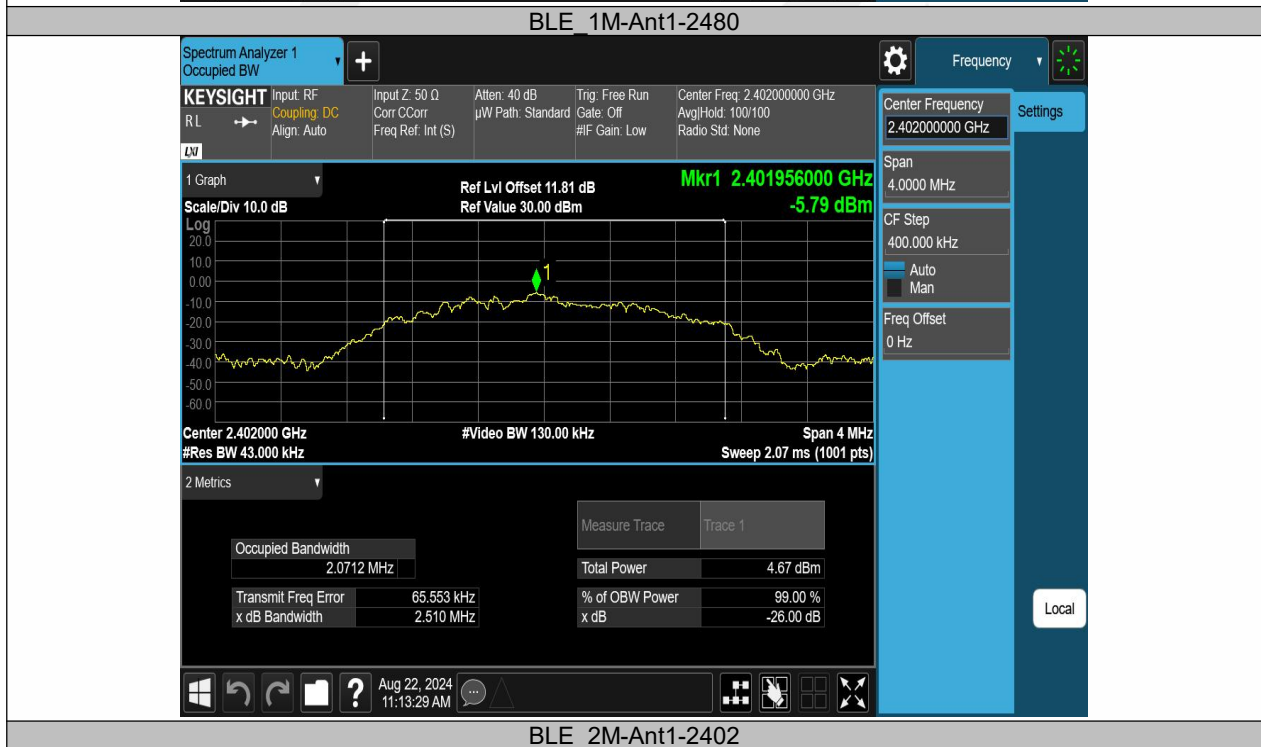 BLE_1M-Ant1-2480
Spectrum Analyzer 1
Occupied BW
+
Frequency
KEYSIGHT
RL
LXI
Input: RF
Coupling: DC
Align: Auto
Input Z: 50 Ω
Corr CCorr
Freq Ref: Int (S)
Atten: 40 dB
µW Path: Standard
Trig: Free Run
Gate: Off
#IF Gain: Low
Center Freq: 2.402000000 GHz
Avg|Hold: 100/100
Radio Std: None
Center Frequency
2.402000000 GHz
Settings
Span
4.0000 MHz
CF Step
400.000 kHz
Auto
Man
Freq Offset
0 Hz
Local
1 Graph
Scale/Div 10.0 dB
Ref Lvl Offset 11.81 dB
Ref Value 30.00 dBm
Mkr1 2.401956000 GHz
-5.79 dBm
Log
20.0
10.0
0.00
-10.0
-20.0
-30.0
-40.0
-50.0
-60.0
1
Center 2.402000 GHz
#Video BW 130.00 kHz
Span 4 MHz
#Res BW 43.000 kHz
Sweep 2.07 ms (1001 pts)
2 Metrics
Measure Trace
Trace 1
Occupied Bandwidth
2.0712 MHz
Total Power
4.67 dBm
Transmit Freq Error
65.553 kHz
% of OBW Power
99.00 %
x dB Bandwidth
2.510 MHz
x dB
-26.00 dB
?
Aug 22, 2024
11:13:29 AM
BLE_2M-Ant1-2402